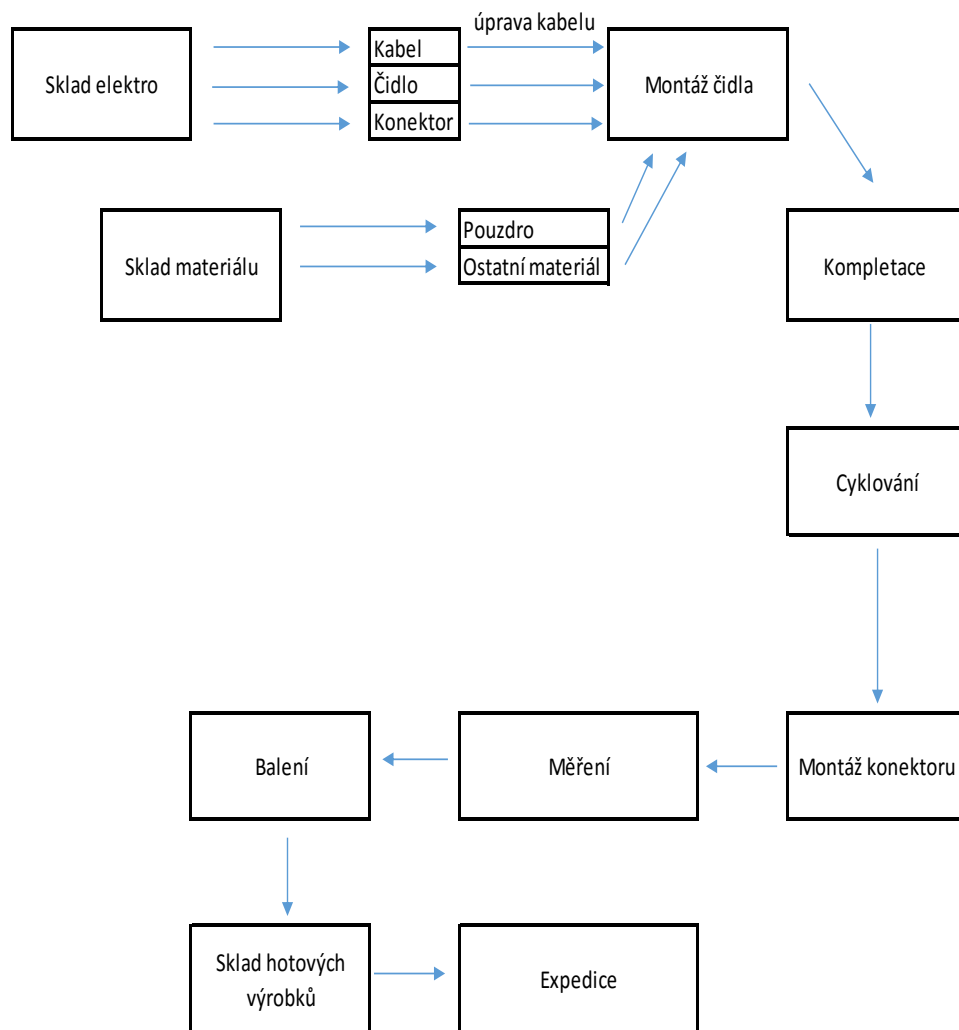 úprava kabelu
Sklad elektro
Kabel
Čidlo
Konektor
Montáž čidla
Sklad materiálu
Pouzdro
Ostatní materiál
Kompletace
Cyklování
Balení
Měření
Montáž konektoru
Sklad hotových
výrobků
Expedice